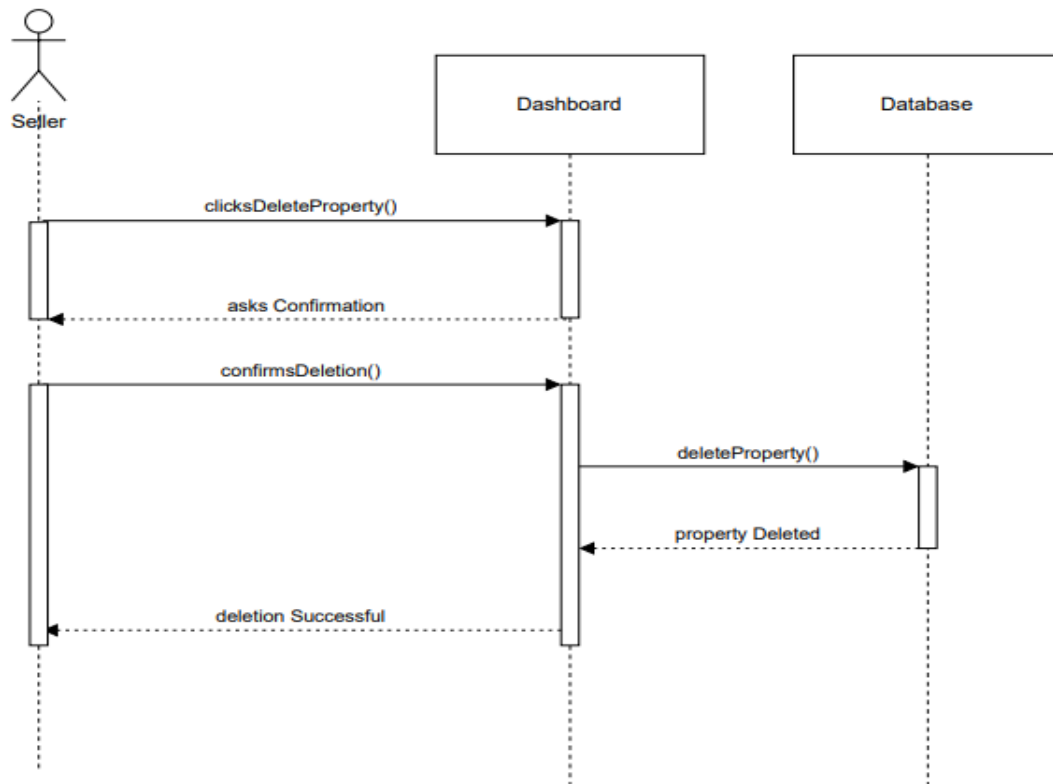 Seller
Dashboard
Database
clicksDeleteProperty()
asks Confirmation
confirmsDeletion()
deleteProperty()
property Deleted
deletion Successful